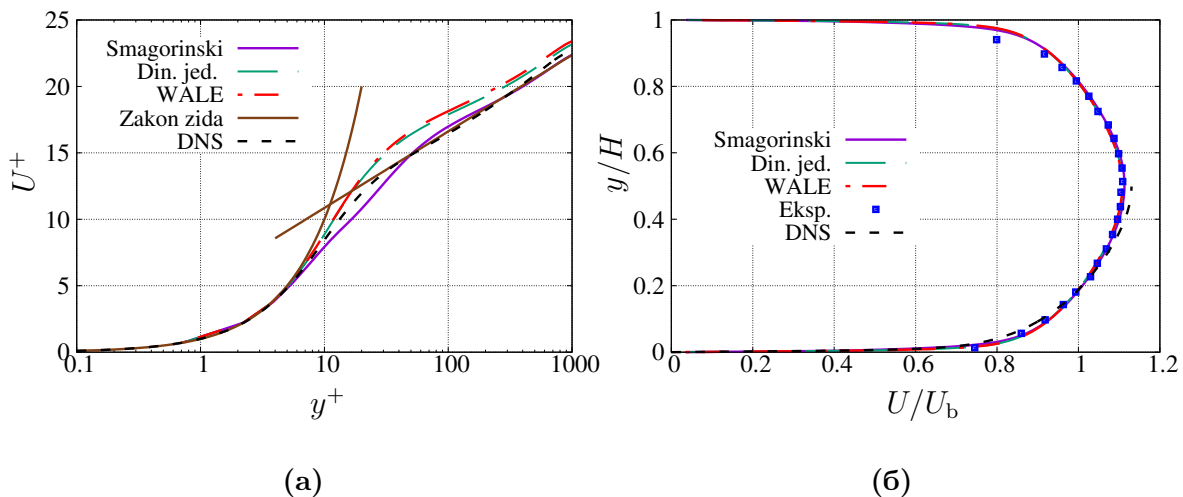 25
20
15
10
5
0
U⁺
Smagorinski
Din. jed.
WALE
Zakon zida
DNS
0.1 1 10 100 1000
y⁺
(а)
1
0.8
0.6
0.4
0.2
0
y/H
Smagorinski
Din. jed.
WALE
Eksp.
DNS
0 0.2 0.4 0.6 0.8 1 1.2
U/U_b
(б)